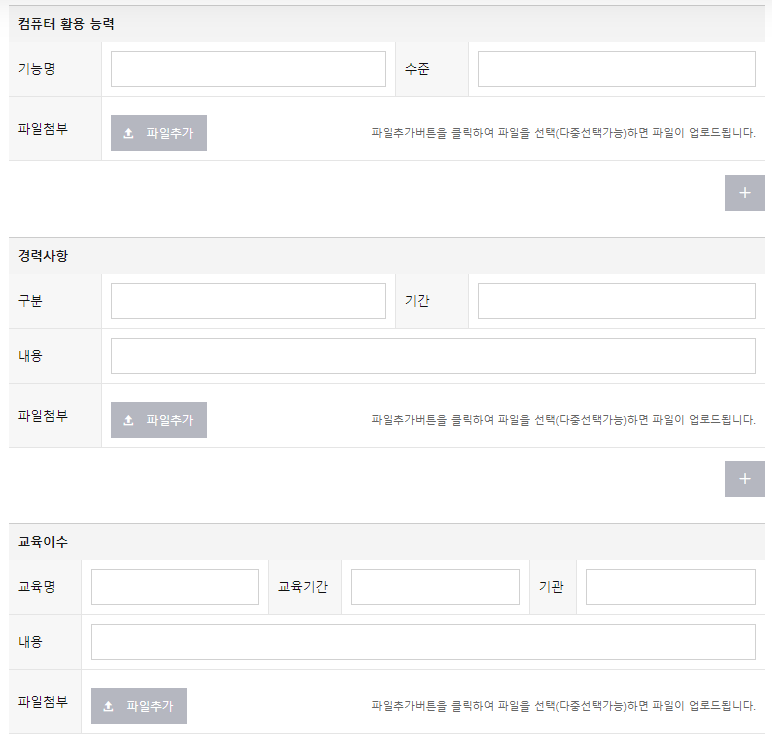 컴퓨터 활용 능력
기능명 수준
파일첨부 파일추가 파일추가버튼을 클릭하여 파일을 선택(다중선택가능)하면 파일이 업로드됩니다.
+
경력사항
구분 기간
내용
파일첨부 파일추가 파일추가버튼을 클릭하여 파일을 선택(다중선택가능)하면 파일이 업로드됩니다.
+
교육이수
교육명 교육기간 기관
내용
파일첨부 파일추가 파일추가버튼을 클릭하여 파일을 선택(다중선택가능)하면 파일이 업로드됩니다.